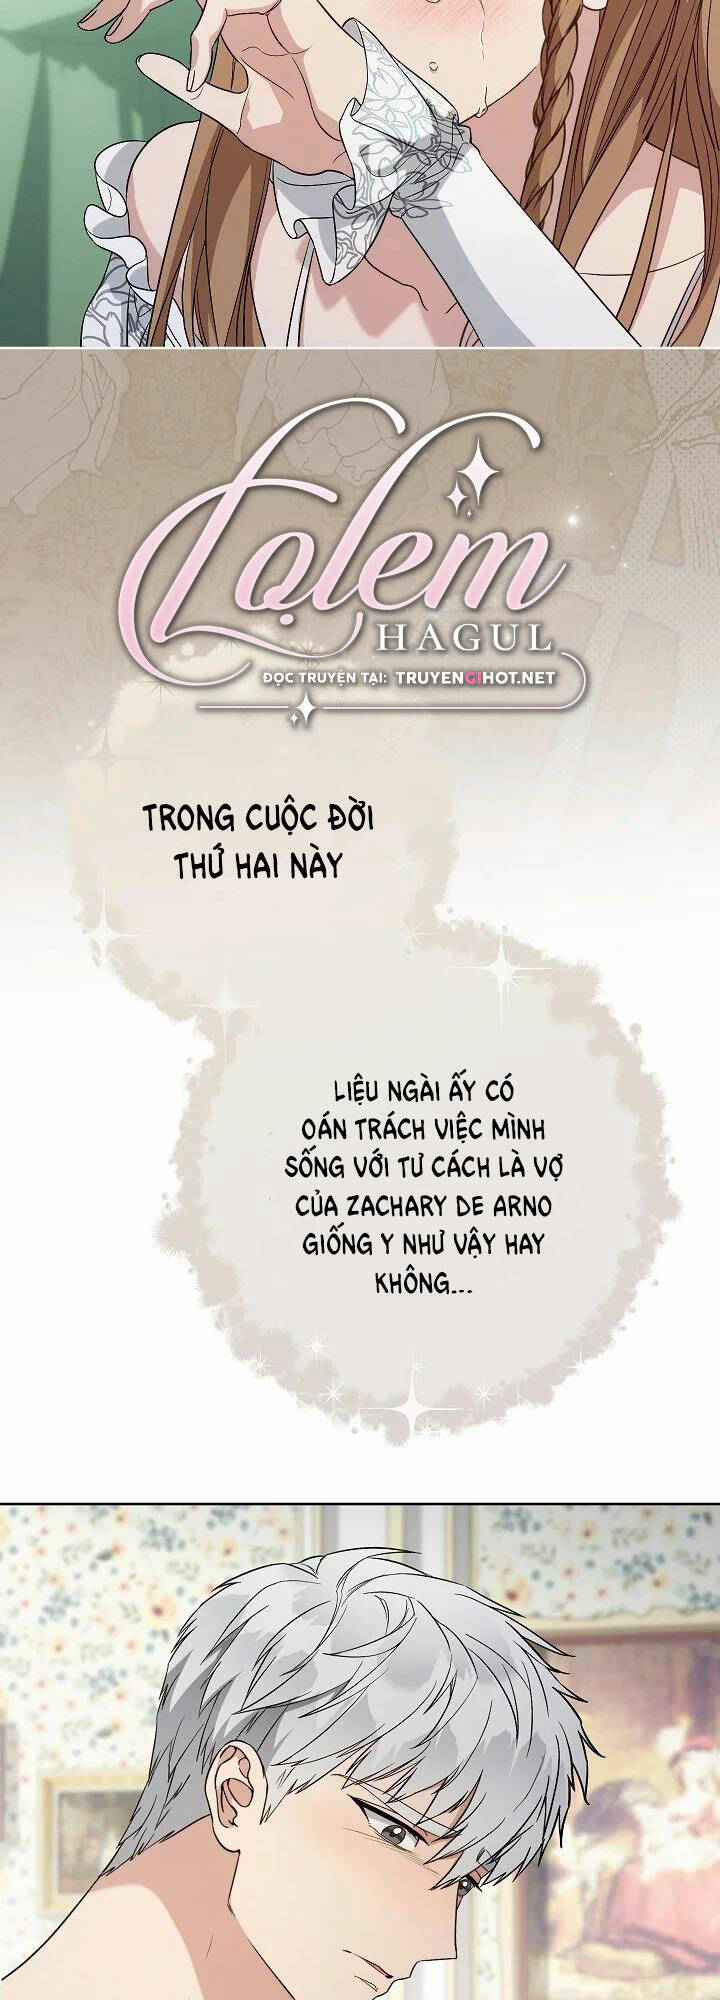 Lọlem
HAGUL
ĐỌC TRUYỆN TẠI: TRUYENGIHOT.NET
TRONG CUỘC ĐỜI
THỨ HAI NÀY
LIỆU NGÀI ẤY CÓ
OÁN TRÁCH VIỆC MÌNH
SỐNG VỚI TƯ CÁCH LÀ VỢ
CỦA ZACHARY DE ARNO
GIỐNG Y NHƯ VẬY HAY
KHÔNG...